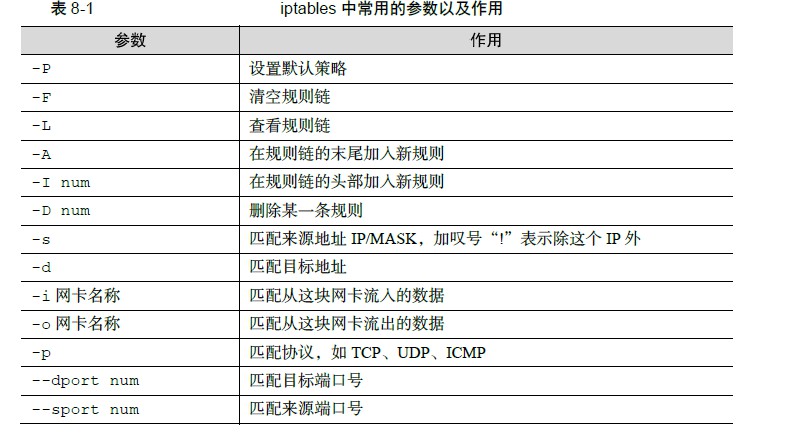 表 8-1 iptables 中常用的参数以及作用
参数 作用
-P 设置默认策略
-F 清空规则链
-L 查看规则链
-A 在规则链的末尾加入新规则
-I num 在规则链的头部加入新规则
-D num 删除某一条规则
-s 匹配来源地址 IP/MASK，加叹号“!”表示除这个 IP 外
-d 匹配目标地址
-i 网卡名称 匹配从这块网卡流入的数据
-o 网卡名称 匹配从这块网卡流出的数据
-p 匹配协议，如 TCP、UDP、ICMP
--dport num 匹配目标端口号
--sport num 匹配来源端口号